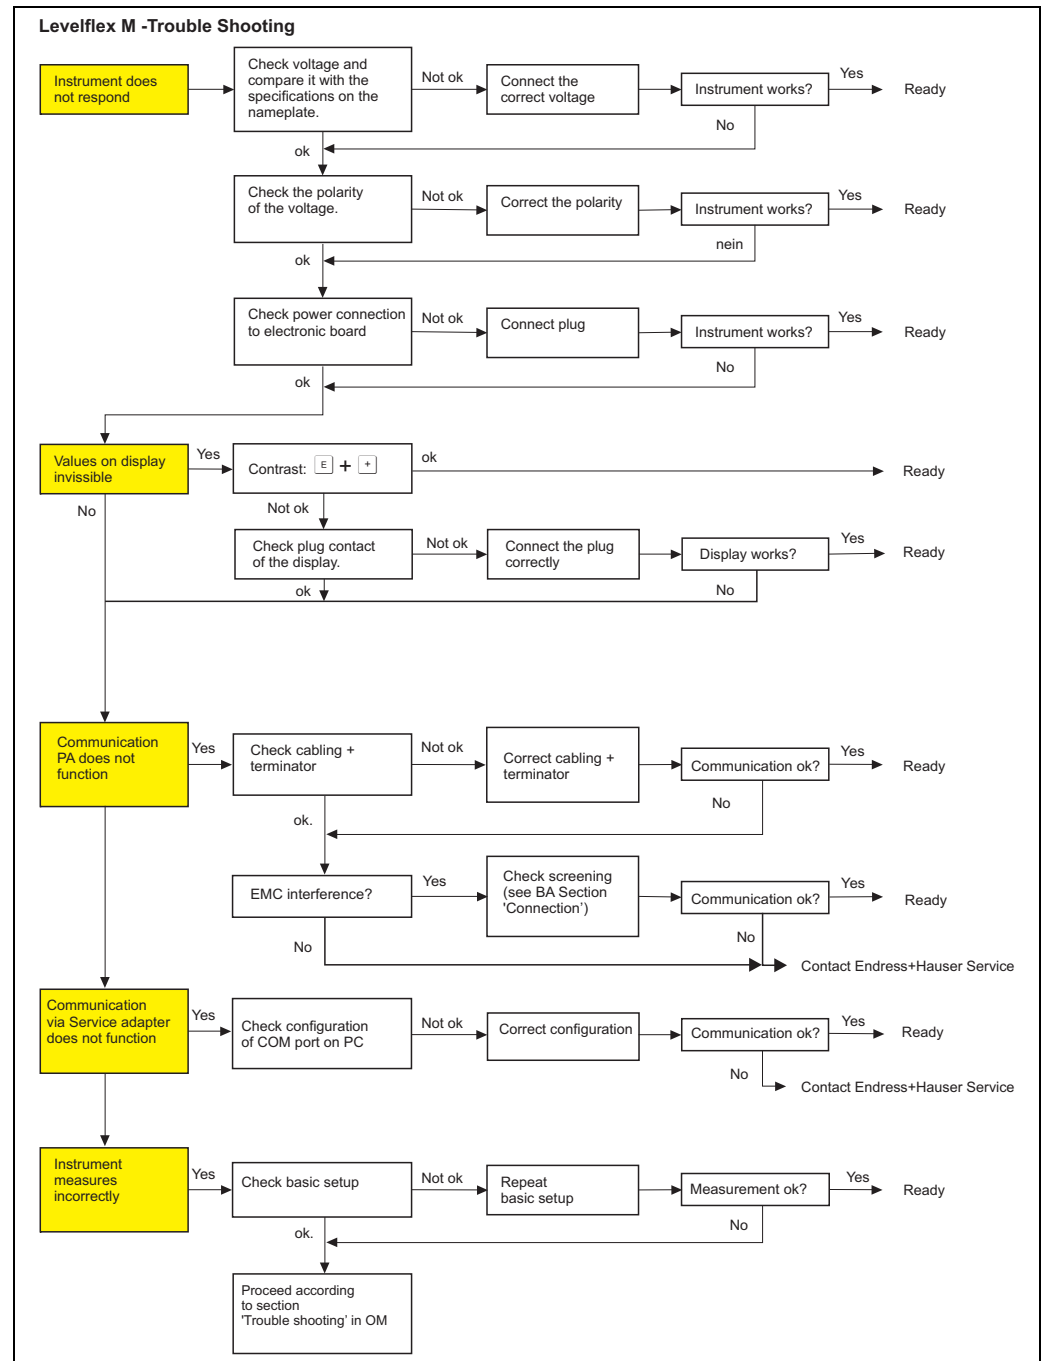 Levelflex M -Trouble Shooting
Instrument does
not respond
Check voltage and
compare it with the
specifications on the
nameplate.
Not ok
Connect the
correct voltage
Instrument works?
Yes
Ready
No
ok
Check the polarity
of the voltage.
Not ok
Correct the polarity
Instrument works?
Yes
Ready
nein
ok
Check power connection
to electronic board
Not ok
Connect plug
Instrument works?
Yes
Ready
No
ok
Values on display
invissible
Yes
Contrast: E + +
ok
Ready
No
Not ok
Check plug contact
of the display.
Not ok
Connect the plug
correctly
Display works?
Yes
Ready
ok
No
Communication
PA does not
function
Yes
Check cabling +
terminator
Not ok
Correct cabling +
terminator
Communication ok?
Yes
Ready
No
ok.
EMC interference?
Yes
Check screening
(see BA Section
'Connection')
Communication ok?
Yes
Ready
No
No
Contact Endress+Hauser Service
Communication
via Service adapter
does not function
Yes
Check configuration
of COM port on PC
Not ok
Correct configuration
Communication ok?
Yes
Ready
No
Contact Endress+Hauser Service
Instrument
measures
incorrectly
Yes
Check basic setup
Not ok
Repeat
basic setup
Measurement ok?
Yes
Ready
No
ok.
Proceed according
to section
'Trouble shooting' in OM